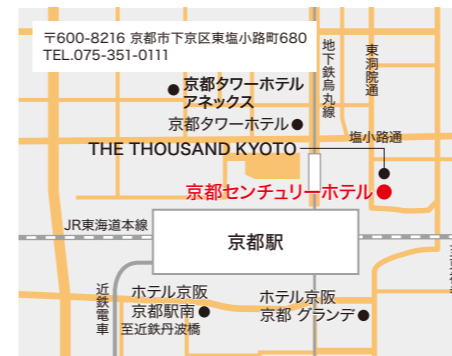 〒600-8216 京都市下京区東塩小路町680
TEL.075-351-0111
地下鉄烏丸線
東洞院通
京都タワーホテル
アネックス
京都タワーホテル
塩小路通
THE THOUSAND KYOTO
京都センチュリーホテル
JR東海道本線
京都駅
近鉄電車
ホテル京阪
京都駅南
至近鉄丹波橋
ホテル京阪
京都 グランデ